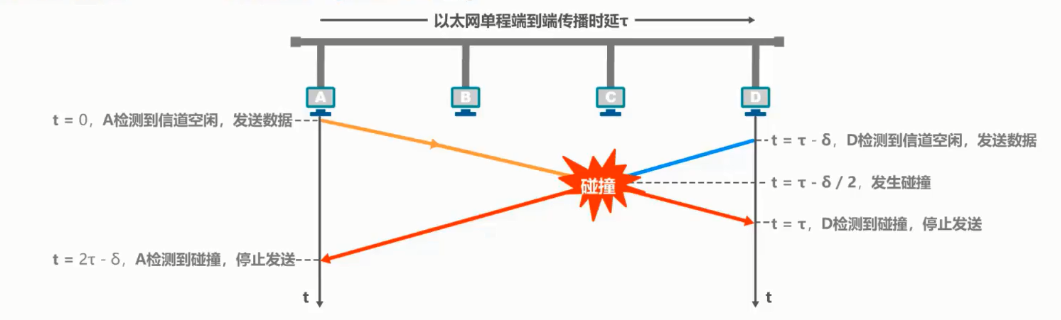 以太网单程端到端传播时延τ
A
B
C
D
t = 0，A检测到信道空闲，发送数据
t = τ - δ，D检测到信道空闲，发送数据
碰撞
t = τ - δ / 2，发生碰撞
t = τ，D检测到碰撞，停止发送
t = 2τ - δ，A检测到碰撞，停止发送
t
t